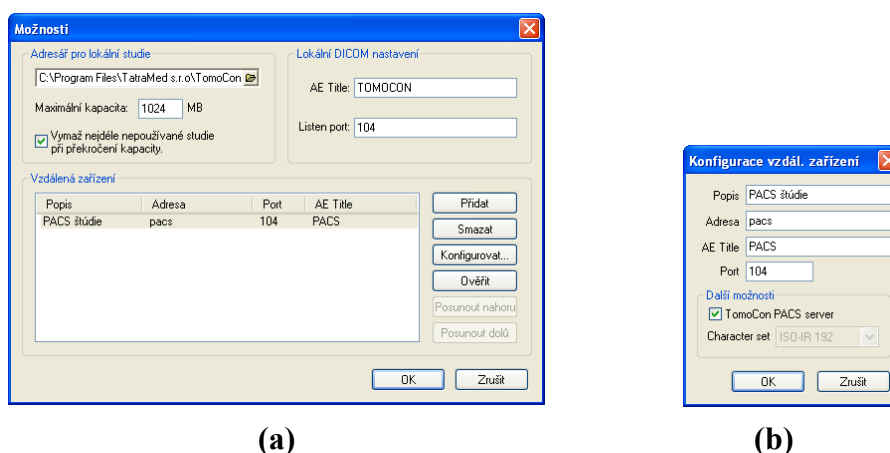 Možnosti
Adresář pro lokální studie
C:\Program Files\TatraMed s.r.o\TomoCon
Maximální kapacita: 1024 MB
Vymaž nejdéle nepoužívané studie
při překročení kapacity.
Lokální DICOM nastavení
AE Title: TOMOCON
Listen port: 104
Vzdálená zařízení
Popis Adresa Port AE Title
PACS štúdie pacs 104 PACS
Přidat
Smazat
Konfigurovat...
Ověřit
Posunout nahoru
Posunout dolů
OK Zrušit
(a)
Konfigurace vzdál. zařízení
Popis PACS štúdie
Adresa pacs
AE Title PACS
Port 104
Další možnosti
TomoCon PACS server
Character set ISO-IR 192
OK Zrušit
(b)